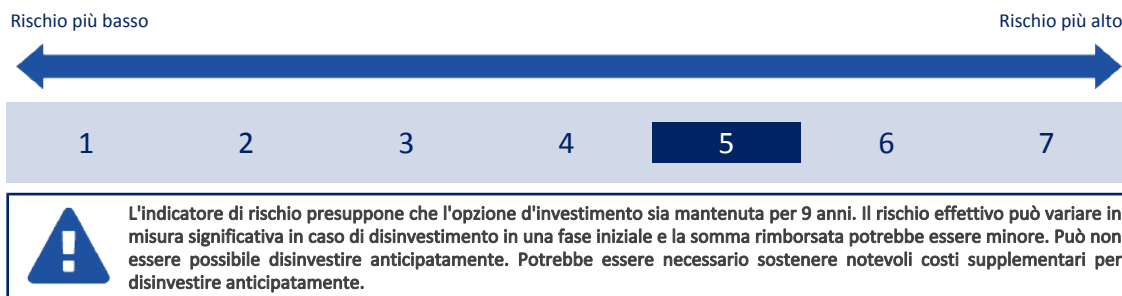 Rischio più basso Rischio più alto
1 2 3 4 5 6 7
L'indicatore di rischio presuppone che l'opzione d'investimento sia mantenuta per 9 anni. Il rischio effettivo può variare in
misura significativa in caso di disinvestimento in una fase iniziale e la somma rimborsata potrebbe essere minore. Può non
essere possibile disinvestire anticipatamente. Potrebbe essere necessario sostenere notevoli costi supplementari per
disinvestire anticipatamente.